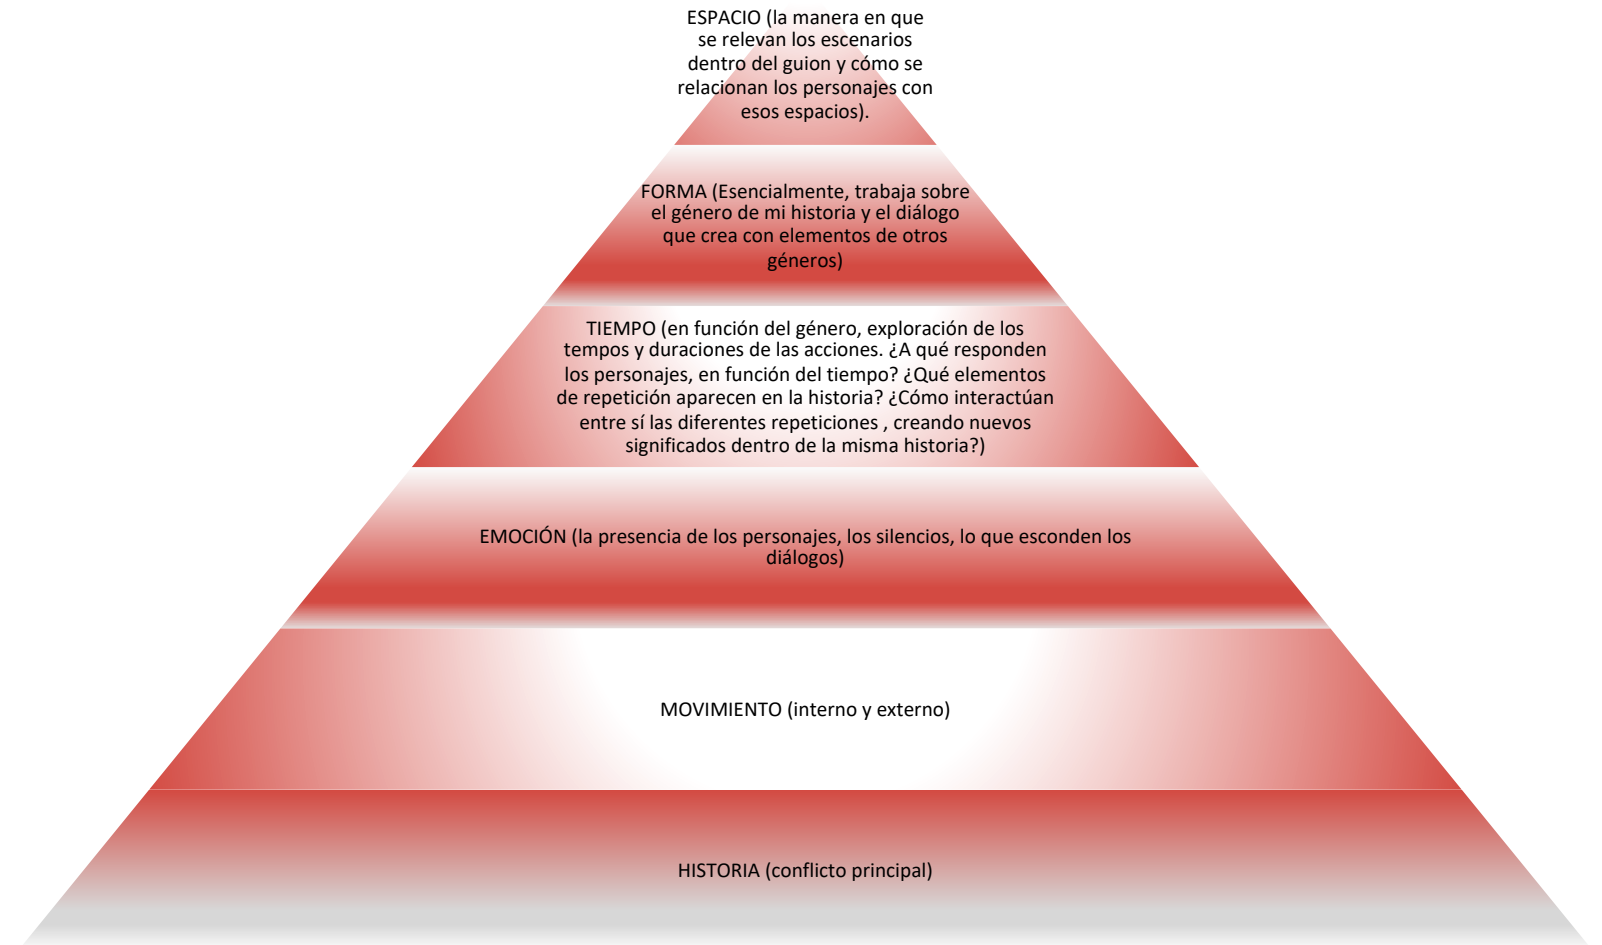 ESPACIO (la manera en que
se relevan los escenarios
dentro del guion y cómo se
relacionan los personajes con
esos espacios).
FORMA (Esencialmente, trabaja sobre
el género de mi historia y el diálogo
que crea con elementos de otros
géneros)
TIEMPO (en función del género, exploración de los
tempos y duraciones de las acciones. ¿A qué responden
los personajes, en función del tiempo? ¿Qué elementos
de repetición aparecen en la historia? ¿Cómo interactúan
entre sí las diferentes repeticiones , creando nuevos
significados dentro de la misma historia?)
EMOCIÓN (la presencia de los personajes, los silencios, lo que esconden los
diálogos)
MOVIMIENTO (interno y externo)
HISTORIA (conflicto principal)